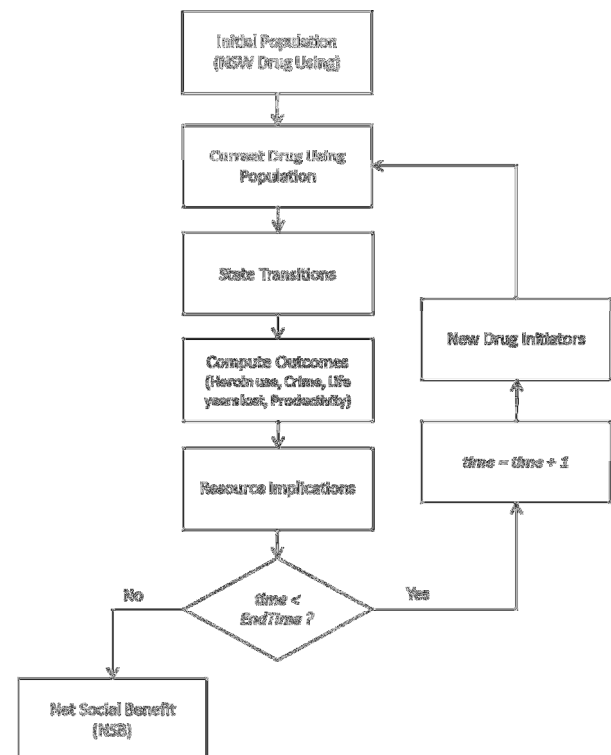 Initial Population
(NSW Drug Using)
Current Drug Using
Population
State Transitions
Compute Outcomes
(Heroin use, Crime, Life
years lost, Productivity)
Resource Implications
time <
EndTime ?
No
Yes
time = time + 1
New Drug Initiators
Net Social Benefit
(NSB)